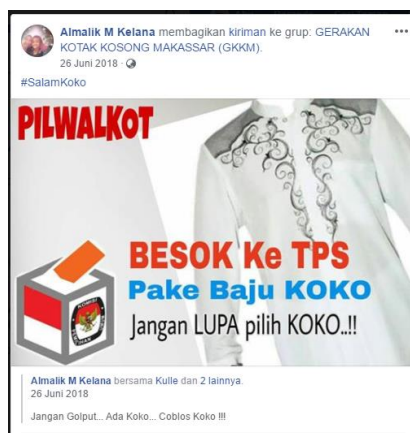 Almalik M Kelana membagikan kiriman ke grup: GERAKAN
KOTAK KOSONG MAKASSAR (GKKM).
26 Juni 2018 ·
#SalamKoko
PILWALKOT
BESOK Ke TPS
Pake Baju KOKO
Jangan LUPA pilih KOKO..!!
Almalik M Kelana bersama Kulle dan 2 lainnya.
26 Juni 2018
Jangan Golput... Ada Koko... Coblos Koko !!!